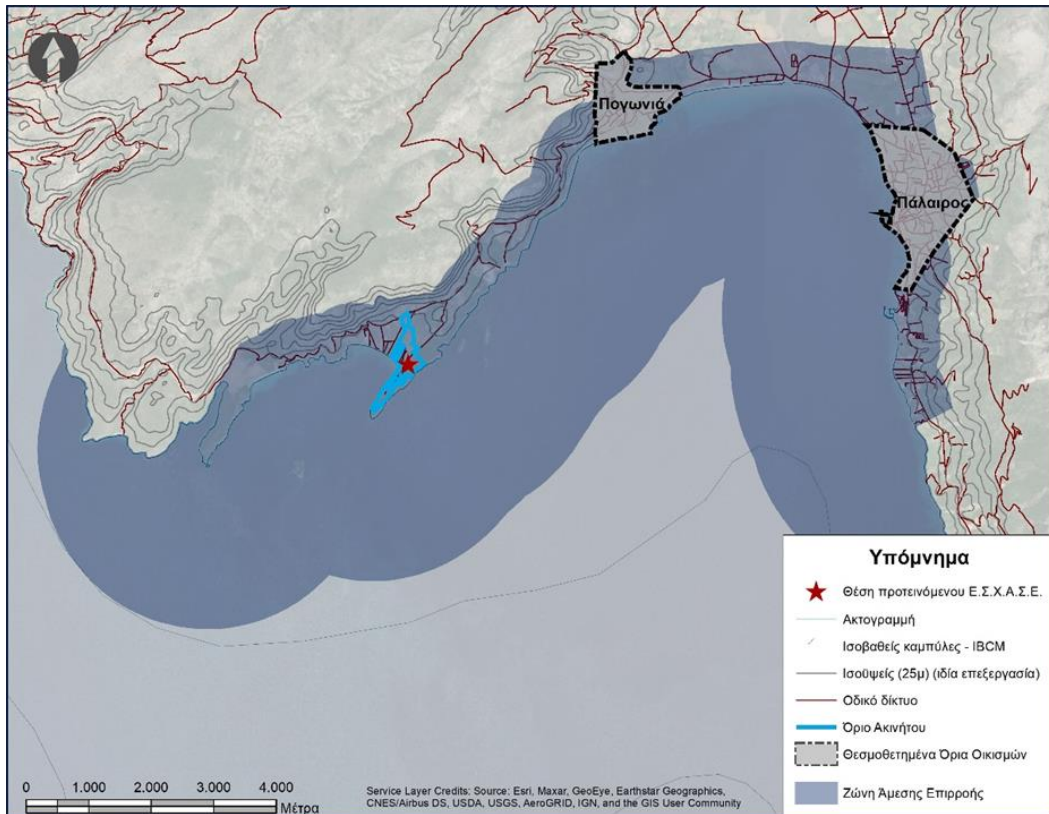 Πογωνιά
Πάλαιρος
Υπόμνημα
Θέση προτεινόμενου Ε.Σ.Χ.Α.Σ.Ε.
Ακτογραμμή
Ισοβαθείς καμπύλες - IBCM
Ισοϋψείς (25μ) (ιδία επεξεργασία)
Οδικό δίκτυο
Όριο Ακινήτου
Θεσμοθετημένα Όρια Οικισμών
Ζώνη Άμεσης Επιρροής
0 1.000 2.000 3.000 4.000
Μέτρα
Service Layer Credits: Source: Esri, Maxar, GeoEye, Earthstar Geographics,
CNES/Airbus DS, USDA, USGS, AeroGRID, IGN, and the GIS User Community